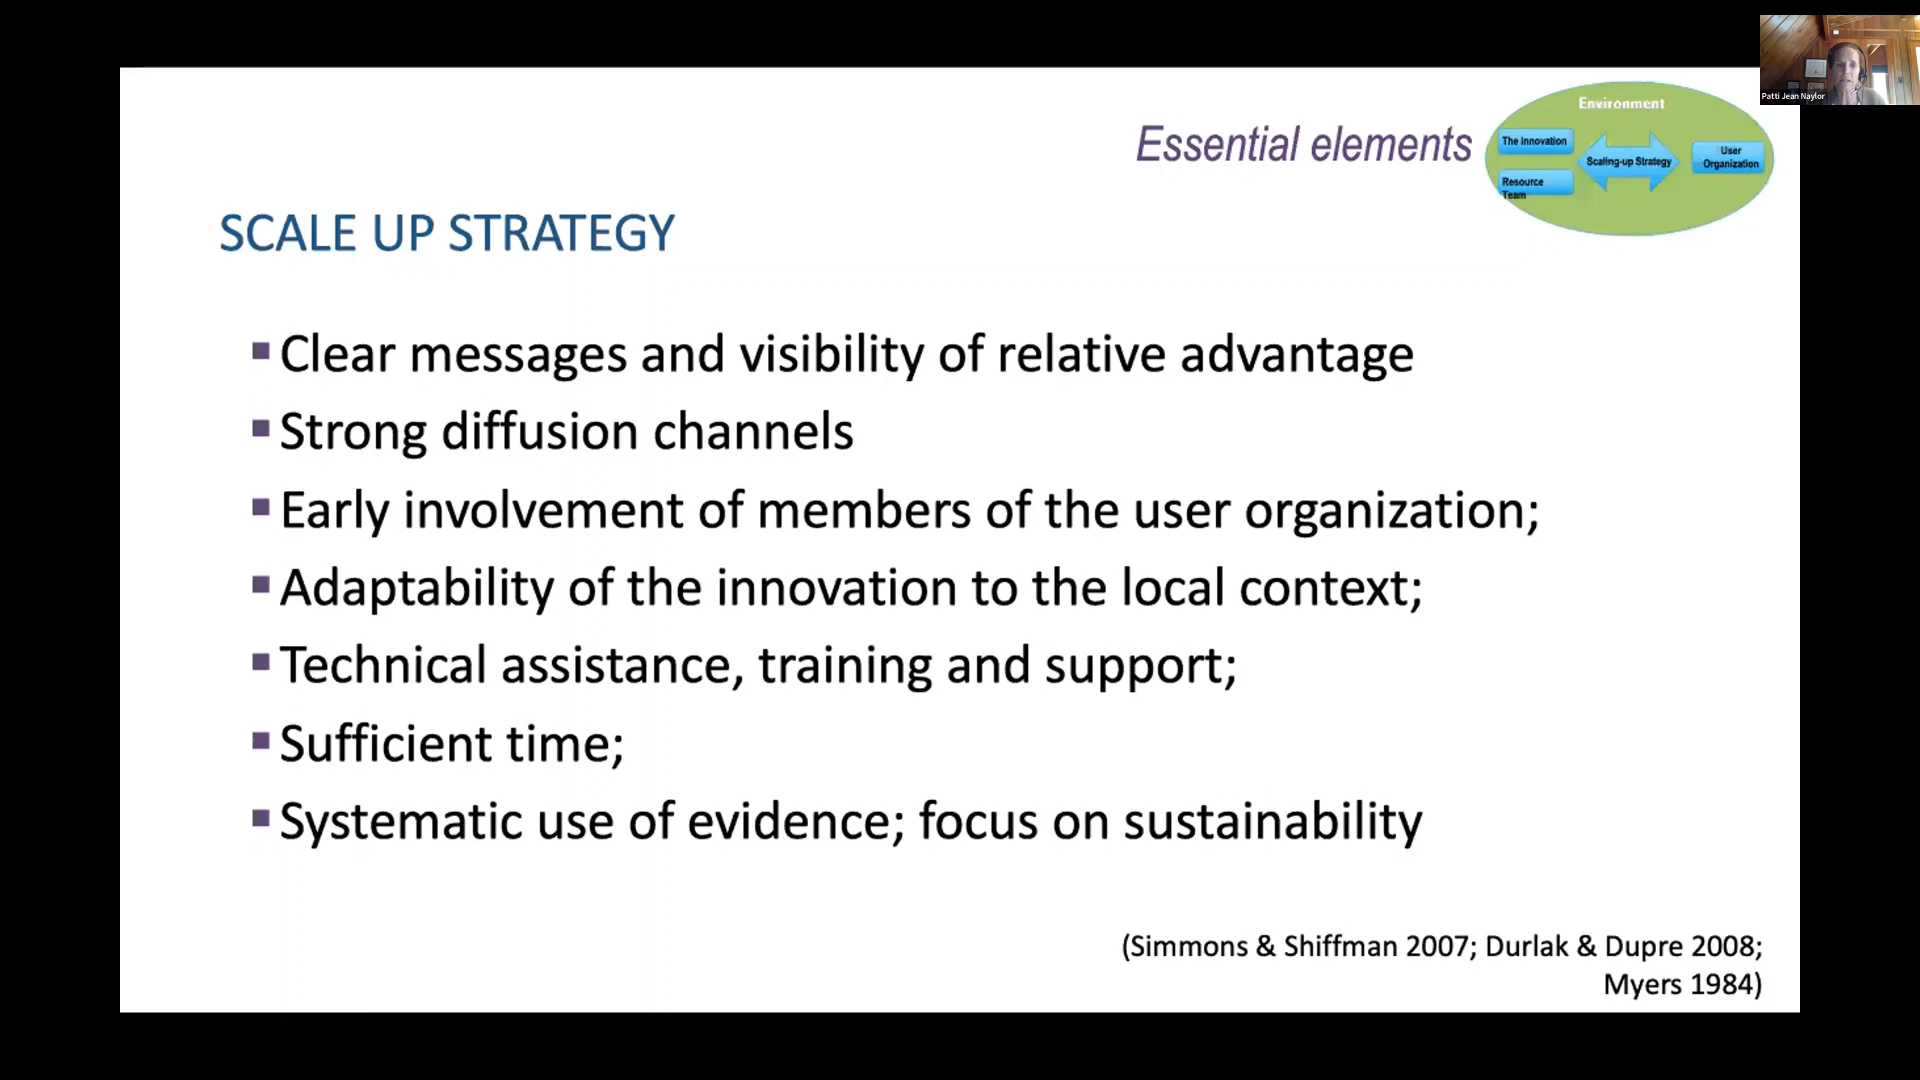 Patti Jean Naylor
Essential elements
Environment
The Innovation
Resource
Team
Scaling-up Strategy
User
Organization
SCALE UP STRATEGY
Clear messages and visibility of relative advantage
Strong diffusion channels
Early involvement of members of the user organization;
Adaptability of the innovation to the local context;
Technical assistance, training and support;
Sufficient time;
Systematic use of evidence; focus on sustainability
(Simmons & Shiffman 2007; Durlak & Dupre 2008;
Myers 1984)